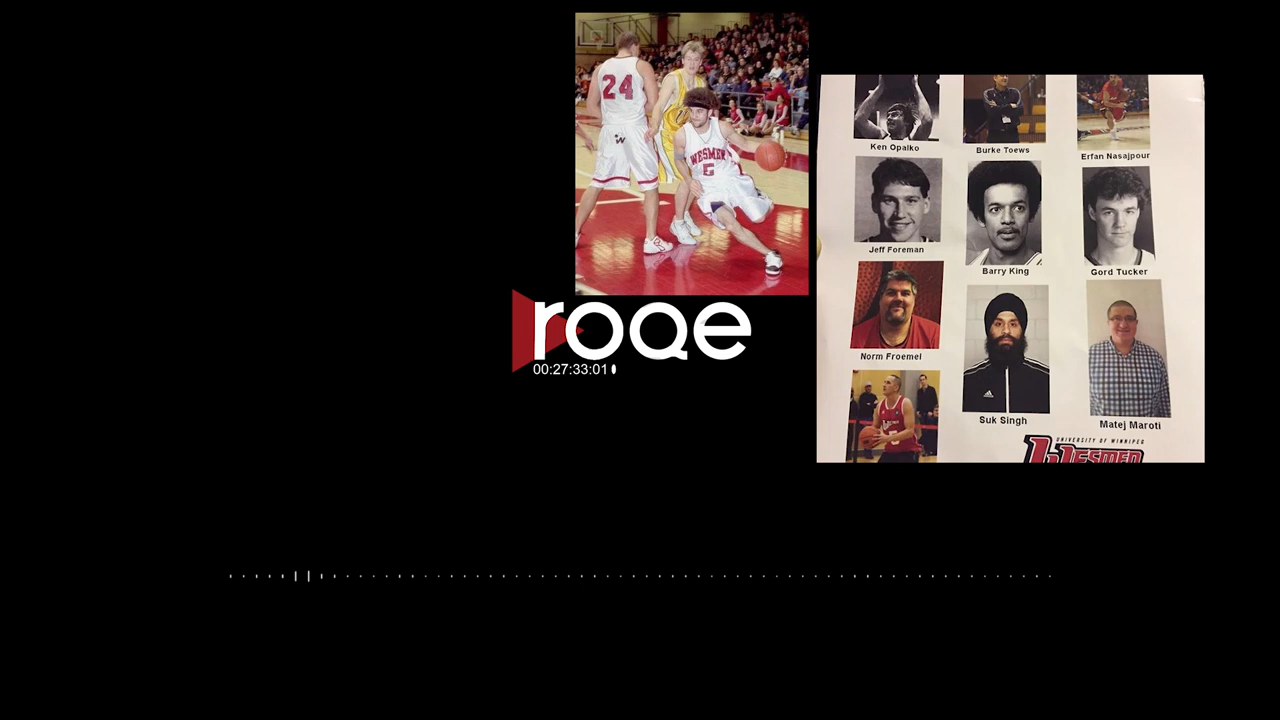 24
W
WESMEN
Ken Opalko
Burke Toews
Erfan Nasajpour
Jeff Foreman
Barry King
Gord Tucker
Norm Froemel
Suk Singh
Matej Maroti
UNIVERSITY OF WINNIPEG
WESMEN
roqe
00:27:33:01